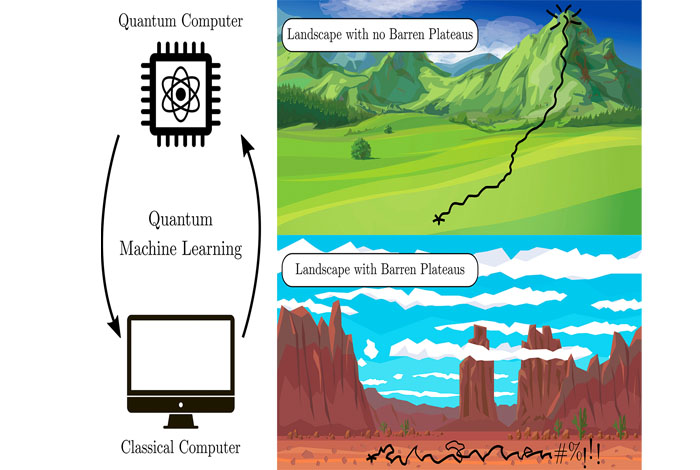 Quantum Computer
Quantum
Machine Learning
Classical Computer
Landscape with no Barren Plateaus
Landscape with Barren Plateaus
#%!!!